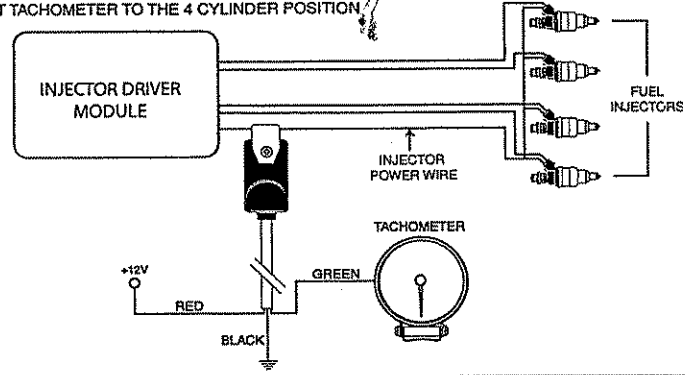 T TACHOMETER TO THE 4 CYLINDER POSITION
INJECTOR DRIVER
MODULE
FUEL
INJECTORS
INJECTOR
POWER WIRE
TACHOMETER
+12V
GREEN
RED
BLACK